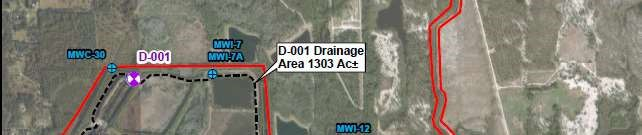 MWC-30
D-001
MWI-7
MWI-7A
D-001 Drainage
Area 1303 Ac±
MWI-12